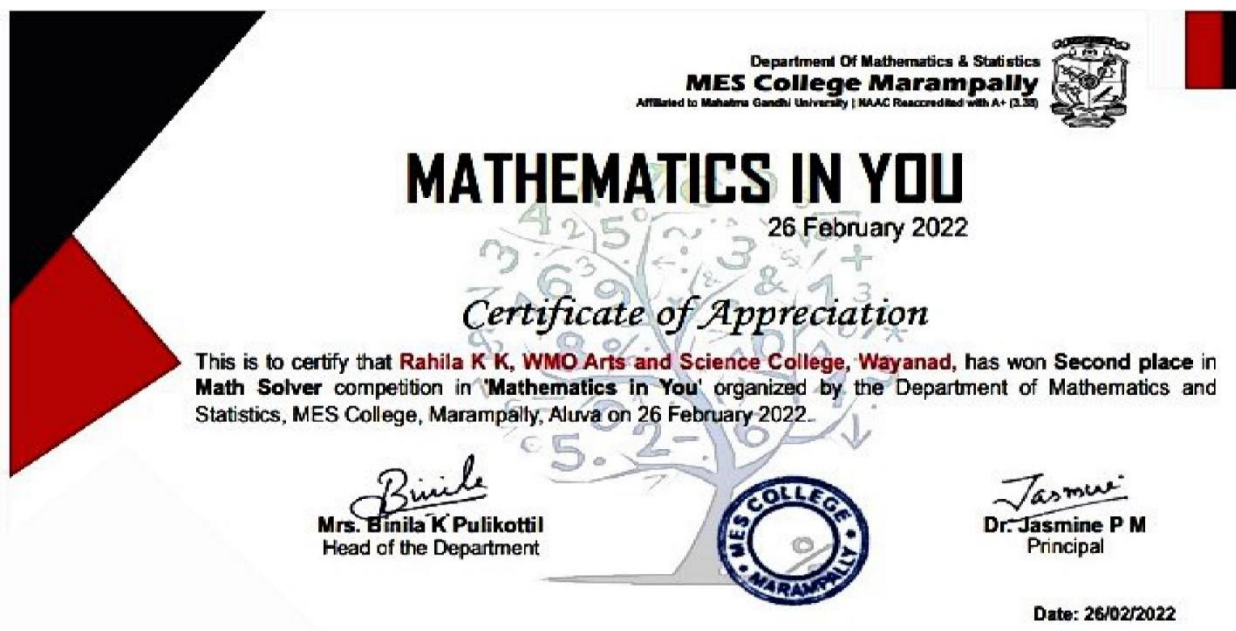 Department Of Mathematics & Statistics
MES College Marampally
Affiliated to Mahatma Gandhi University | NAAC Reaccredited with A+ (3.38)
MATHEMATICS IN YOU
26 February 2022
Certificate of Appreciation
This is to certify that Rahila K K, WMO Arts and Science College, Wayanad, has won Second place in
Math Solver competition in 'Mathematics in You' organized by the Department of Mathematics and
Statistics, MES College, Marampally, Aluva on 26 February 2022.
Binila
Jasmine
Mrs. Binila K Pulikottil
Head of the Department
MES COLLEGE
MARAMPALLY
Dr. Jasmine P M
Principal
Date: 26/02/2022